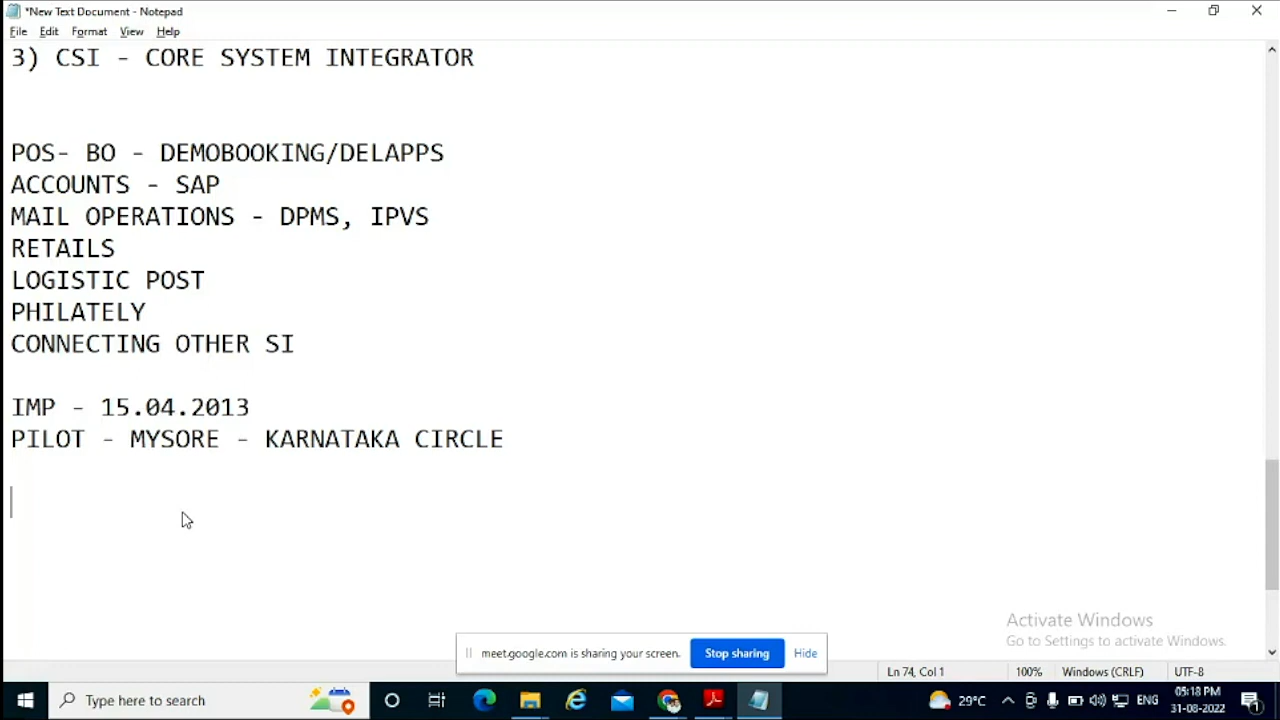 *New Text Document - Notepad
File Edit Format View Help
3) CSI - CORE SYSTEM INTEGRATOR
POS- BO - DEMOBOOKING/DELAPPS
ACCOUNTS - SAP
MAIL OPERATIONS - DPMS, IPVS
RETAILS
LOGISTIC POST
PHILATELY
CONNECTING OTHER SI
IMP - 15.04.2013
PILOT - MYSORE - KARNATAKA CIRCLE
Activate Windows
Go to Settings to activate Windows.
meet.google.com is sharing your screen. Stop sharing Hide
Ln 74, Col 1 100% Windows (CRLF) UTF-8
Type here to search 29°C ENG 05:18 PM
31-08-2022 1